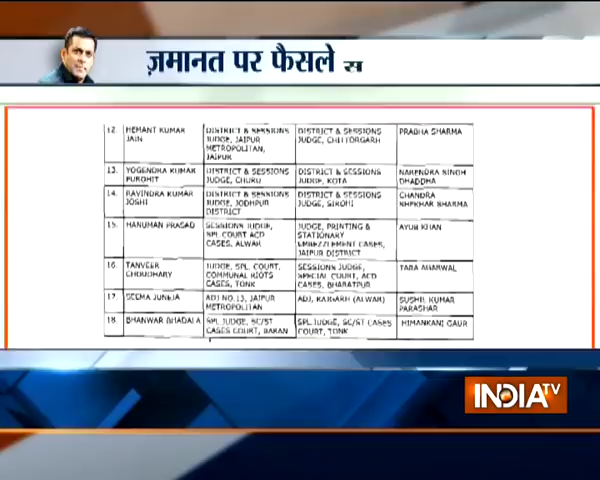 ज़मानत पर फैसले स
12. HEMANT KUMAR JAIN DISTRICT & SESSIONS JUDGE, JAIPUR METROPOLITAN, JAIPUR DISTRICT & SESSIONS JUDGE, CHITTORGARH PRABHA SHARMA
13. YOGENDRA KUMAR PUROHIT DISTRICT & SESSIONS JUDGE, CHURU DISTRICT & SESSIONS JUDGE, KOTA NARENDRA SINGH DHADDHA
14. RAVINDRA KUMAR JOSHI DISTRICT & SESSIONS JUDGE, JODHPUR DISTRICT DISTRICT & SESSIONS JUDGE, SIROHI CHANDRA SHEKHAR SHARMA
15. HANUMAN PRASAD SESSIONS JUDGE, SPL COURT ACD CASES, ALWAR JUDGE, PRINTING & STATIONARY EMBEZZLEMENT CASES, JAIPUR DISTRICT AYUB KHAN
16. TANVEER CHOUDHARY JUDGE, SPL. COURT, COMMUNAL RIOTS CASES, TONK SESSIONS JUDGE, SPECIAL COURT, ACD CASES, BHARATPUR TARA AGARWAL
17. SEEMA JUNEJA ADJ NO.13, JAIPUR METROPOLITAN ADJ, RAJGARH (ALWAR) SUSHIL KUMAR PARASHAR
18. BHANWAR BHADALA SPL JUDGE, SC/ST CASES COURT, BARAN SPL JUDGE, SC/ST CASES COURT, TONK HIMANKANI GAUR
INDIA TV